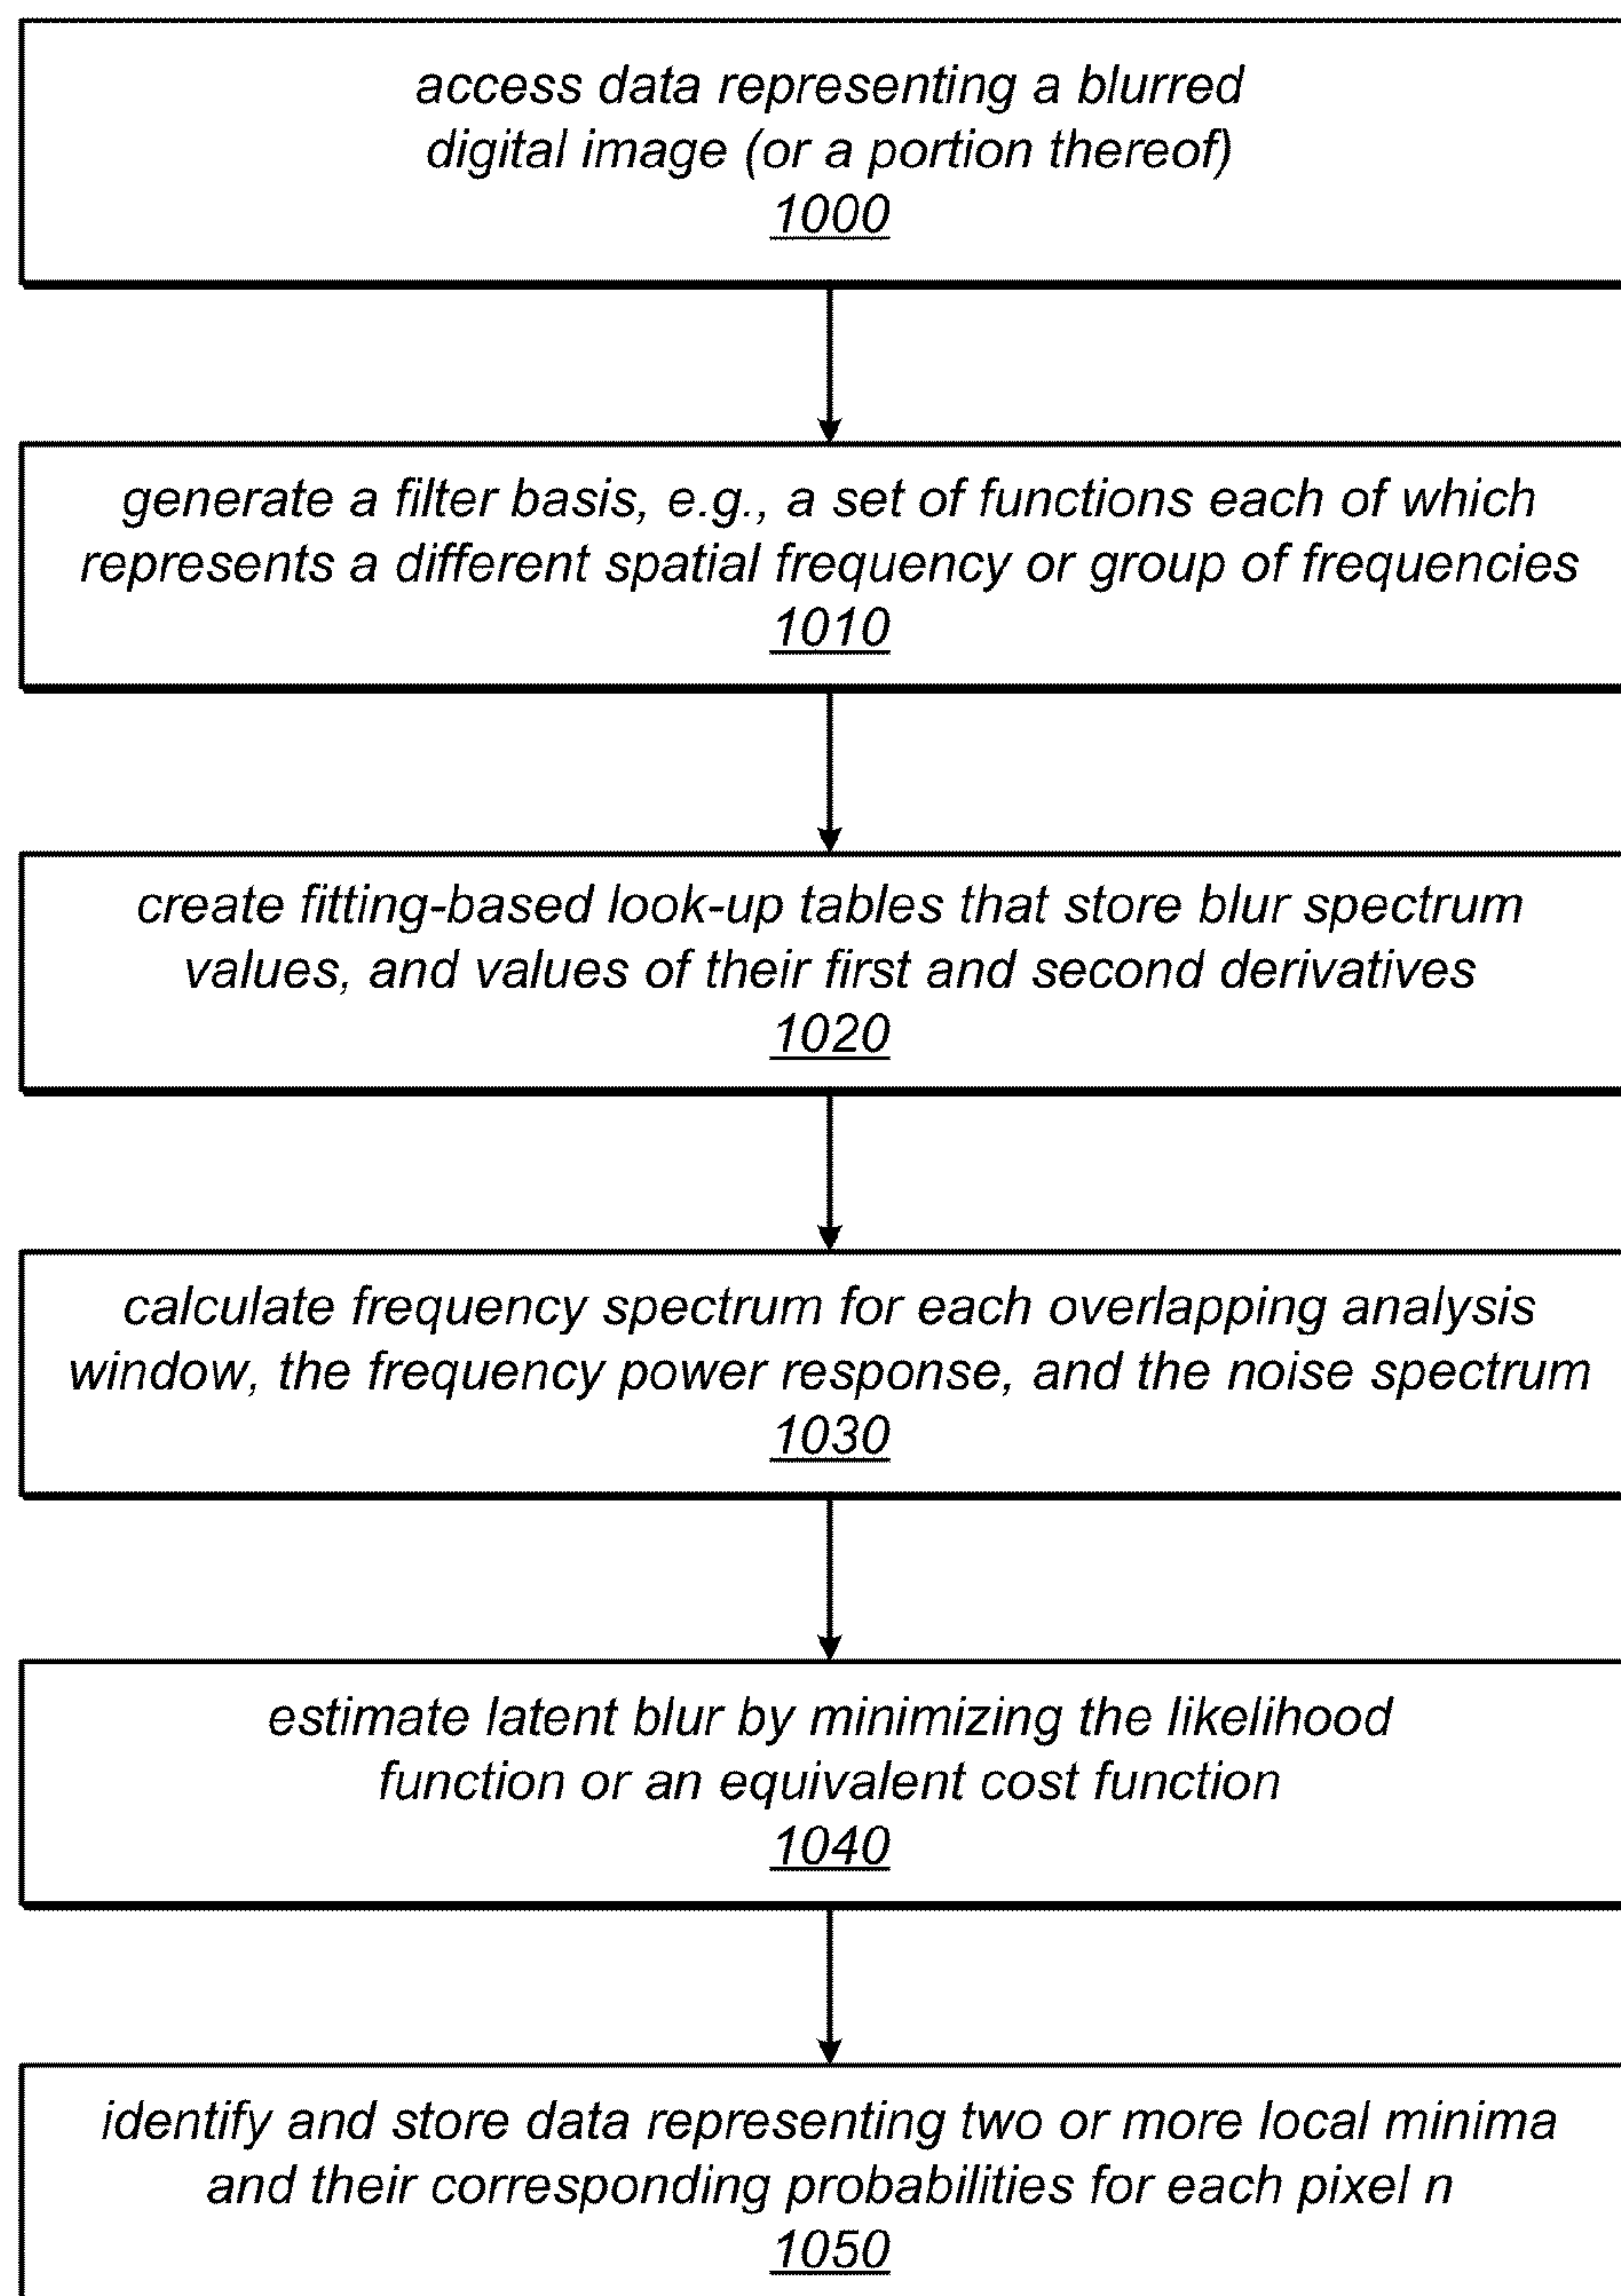 access data representing a blurred
digital image (or a portion thereof)
1000
generate a filter basis, e.g., a set of functions each of which
represents a different spatial frequency or group of frequencies
1010
create fitting-based look-up tables that store blur spectrum
values, and values of their first and second derivatives
1020
calculate frequency spectrum for each overlapping analysis
window, the frequency power response, and the noise spectrum
1030
estimate latent blur by minimizing the likelihood
function or an equivalent cost function
1040
identify and store data representing two or more local minima
and their corresponding probabilities for each pixel n
1050